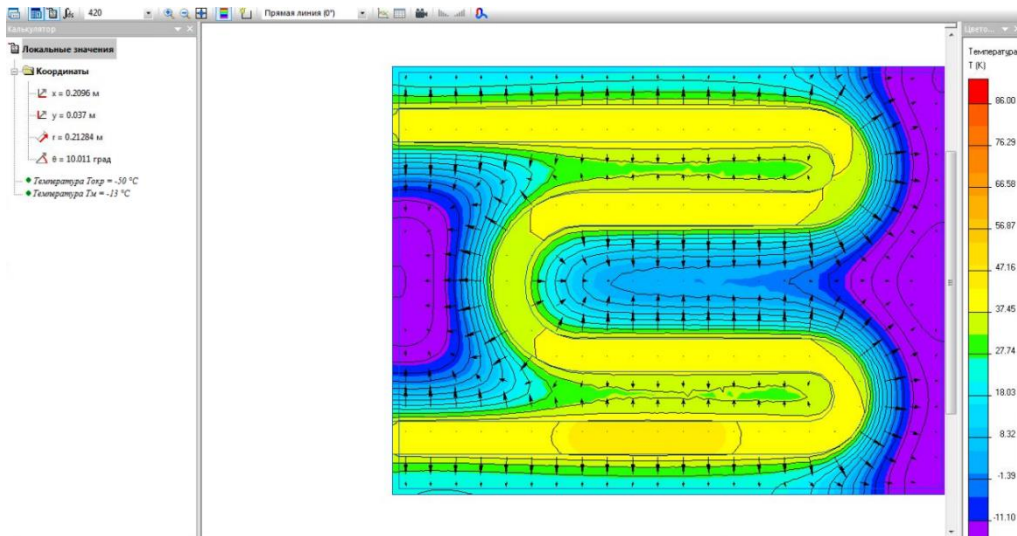 420
Прямая линия (0°)
Калькулятор
Локальные значения
Координаты
x = 0.2096 м
y = 0.037 м
r = 0.21284 м
θ = 10.011 град
Температура Токр = -50 °C
Температура Тм = -13 °C
Цвето...
Температура
T (K)
86.00
76.29
66.58
56.87
47.16
37.45
27.74
18.03
8.32
-1.39
-11.10